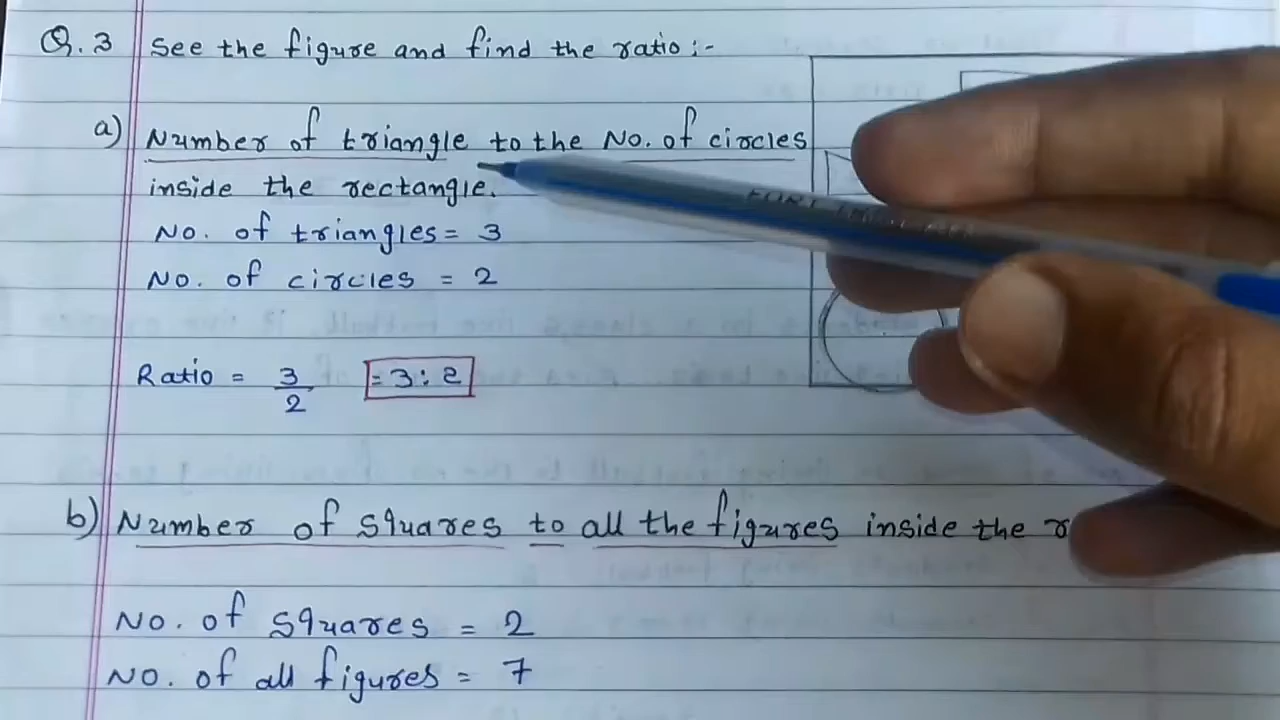 Q.3 See the figure and find the ratio :-
a) Number of triangle to the No. of circles
inside the rectangle.
No. of triangles = 3
No. of circles = 2
Ratio = 3/2 = 3:2
b) Number of squares to all the figures inside the
No. of squares = 2
No. of all figures = 7